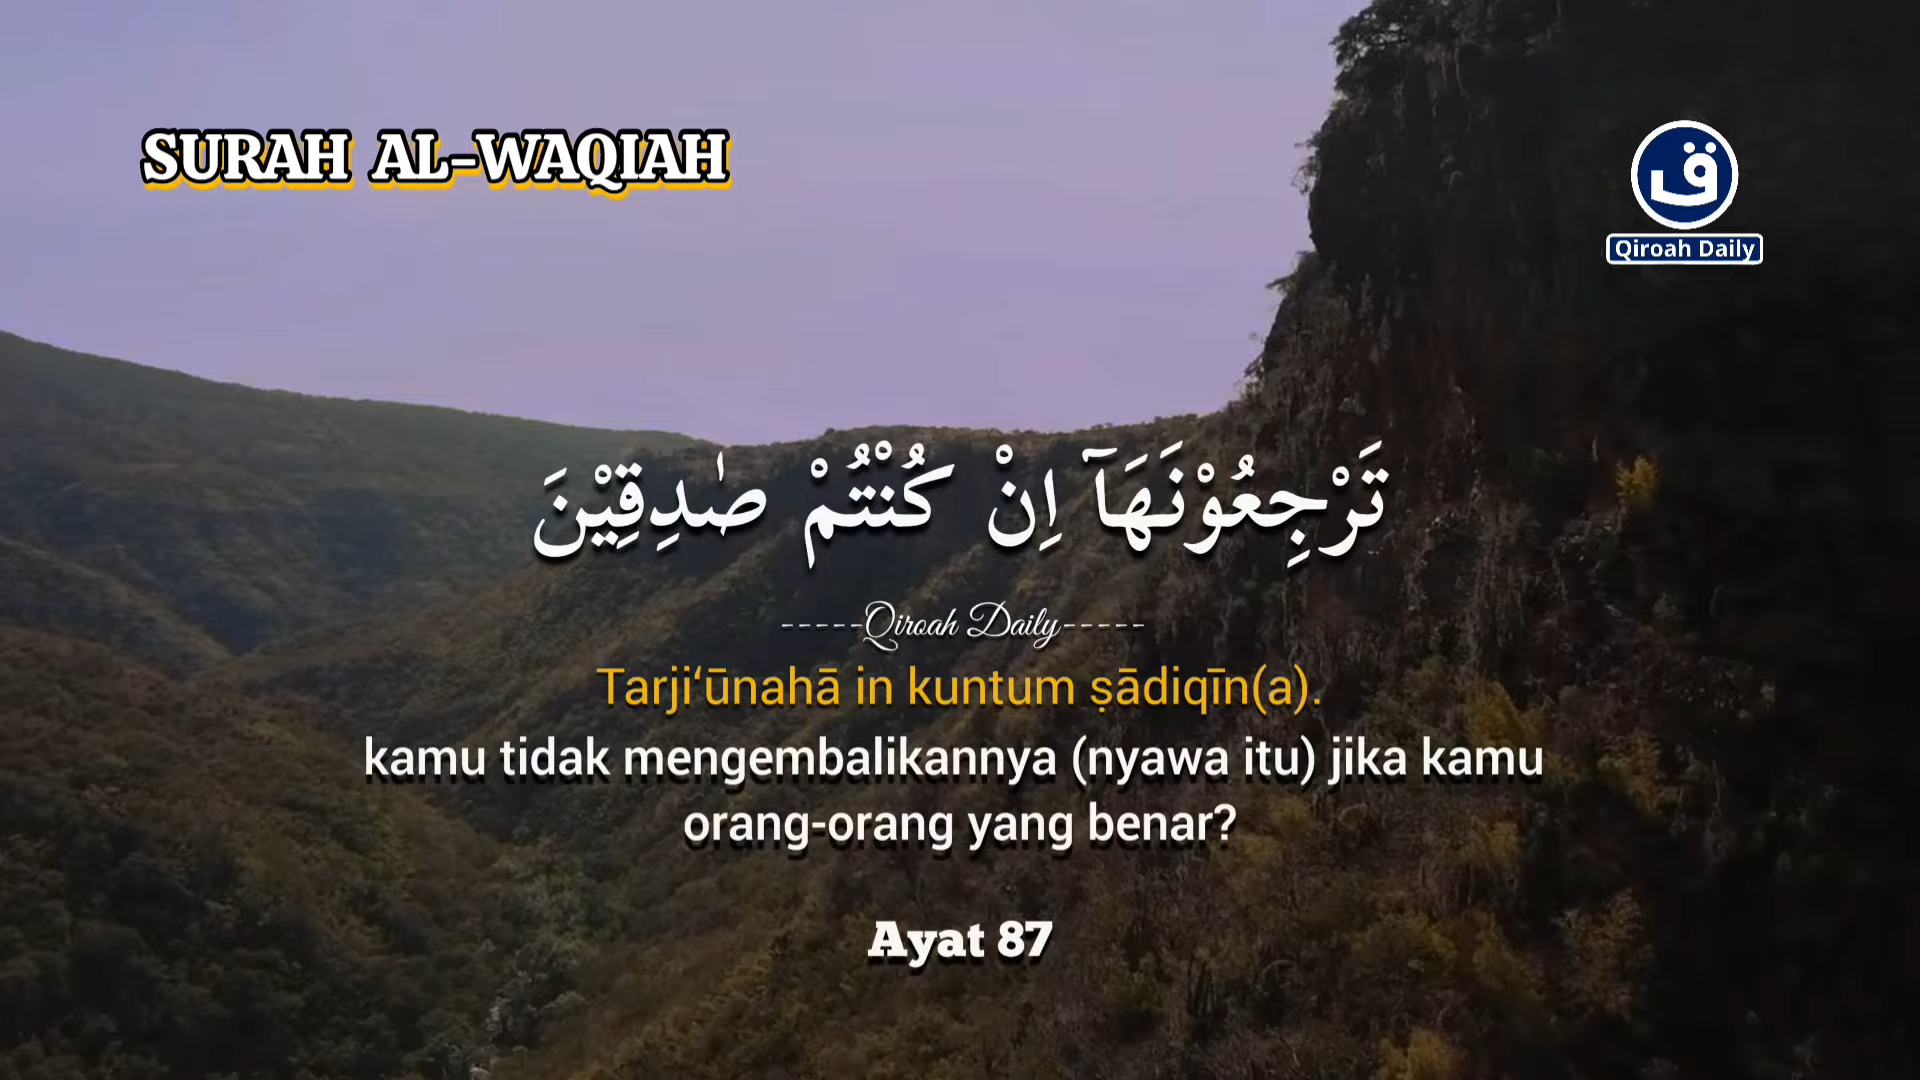 SURAH AL-WAQIAH
ق
Qiroah Daily
تَرْجِعُوْنَهَآ اِنْ كُنْتُمْ صٰدِقِيْنَ
-----Qiroah Daily-----
Tarji‘ūnahā in kuntum ṣādiqīn(a).
kamu tidak mengembalikannya (nyawa itu) jika kamu
orang-orang yang benar?
Ayat 87